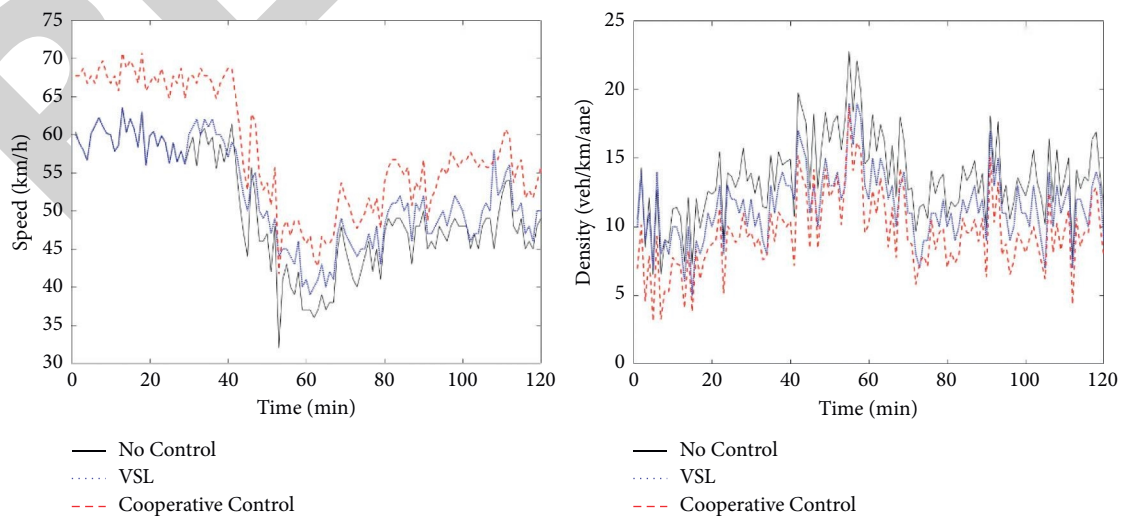 75
70
65
60
55
50
45
40
35
30
Speed (km/h)
0 20 40 60 80 100 120
Time (min)
No Control
VSL
Cooperative Control
25
20
15
10
5
0
Density (veh/km/ane)
0 20 40 60 80 100 120
Time (min)
No Control
VSL
Cooperative Control